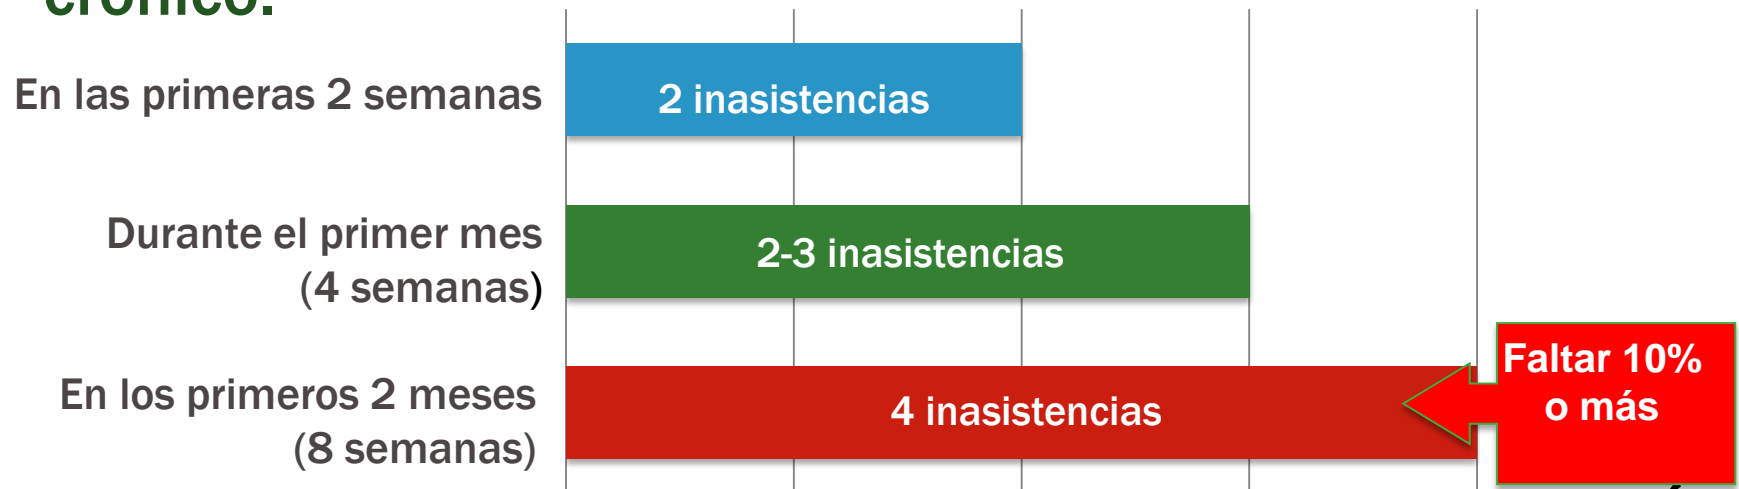 crónico.
En las primeras 2 semanas
2 inasistencias
Durante el primer mes
(4 semanas)
2-3 inasistencias
En los primeros 2 meses
(8 semanas)
4 inasistencias
Faltar 10%
o más